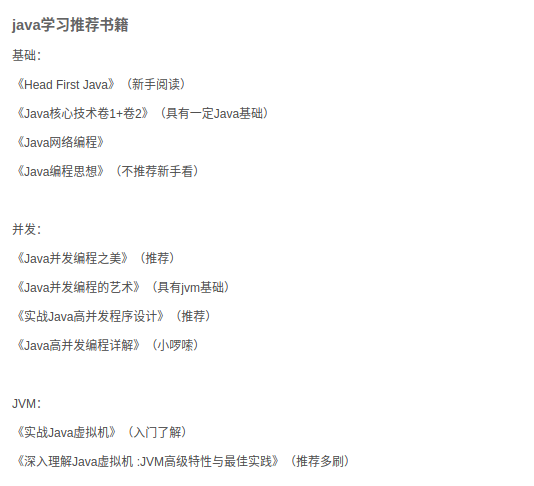 java学习推荐书籍
基础：
《Head First Java》（新手阅读）
《Java核心技术卷1+卷2》（具有一定Java基础）
《Java网络编程》
《Java编程思想》（不推荐新手看）
并发：
《Java并发编程之美》（推荐）
《Java并发编程的艺术》（具有jvm基础）
《实战Java高并发程序设计》（推荐）
《Java高并发编程详解》（小啰嗦）
JVM：
《实战Java虚拟机》（入门了解）
《深入理解Java虚拟机 :JVM高级特性与最佳实践》（推荐多刷）